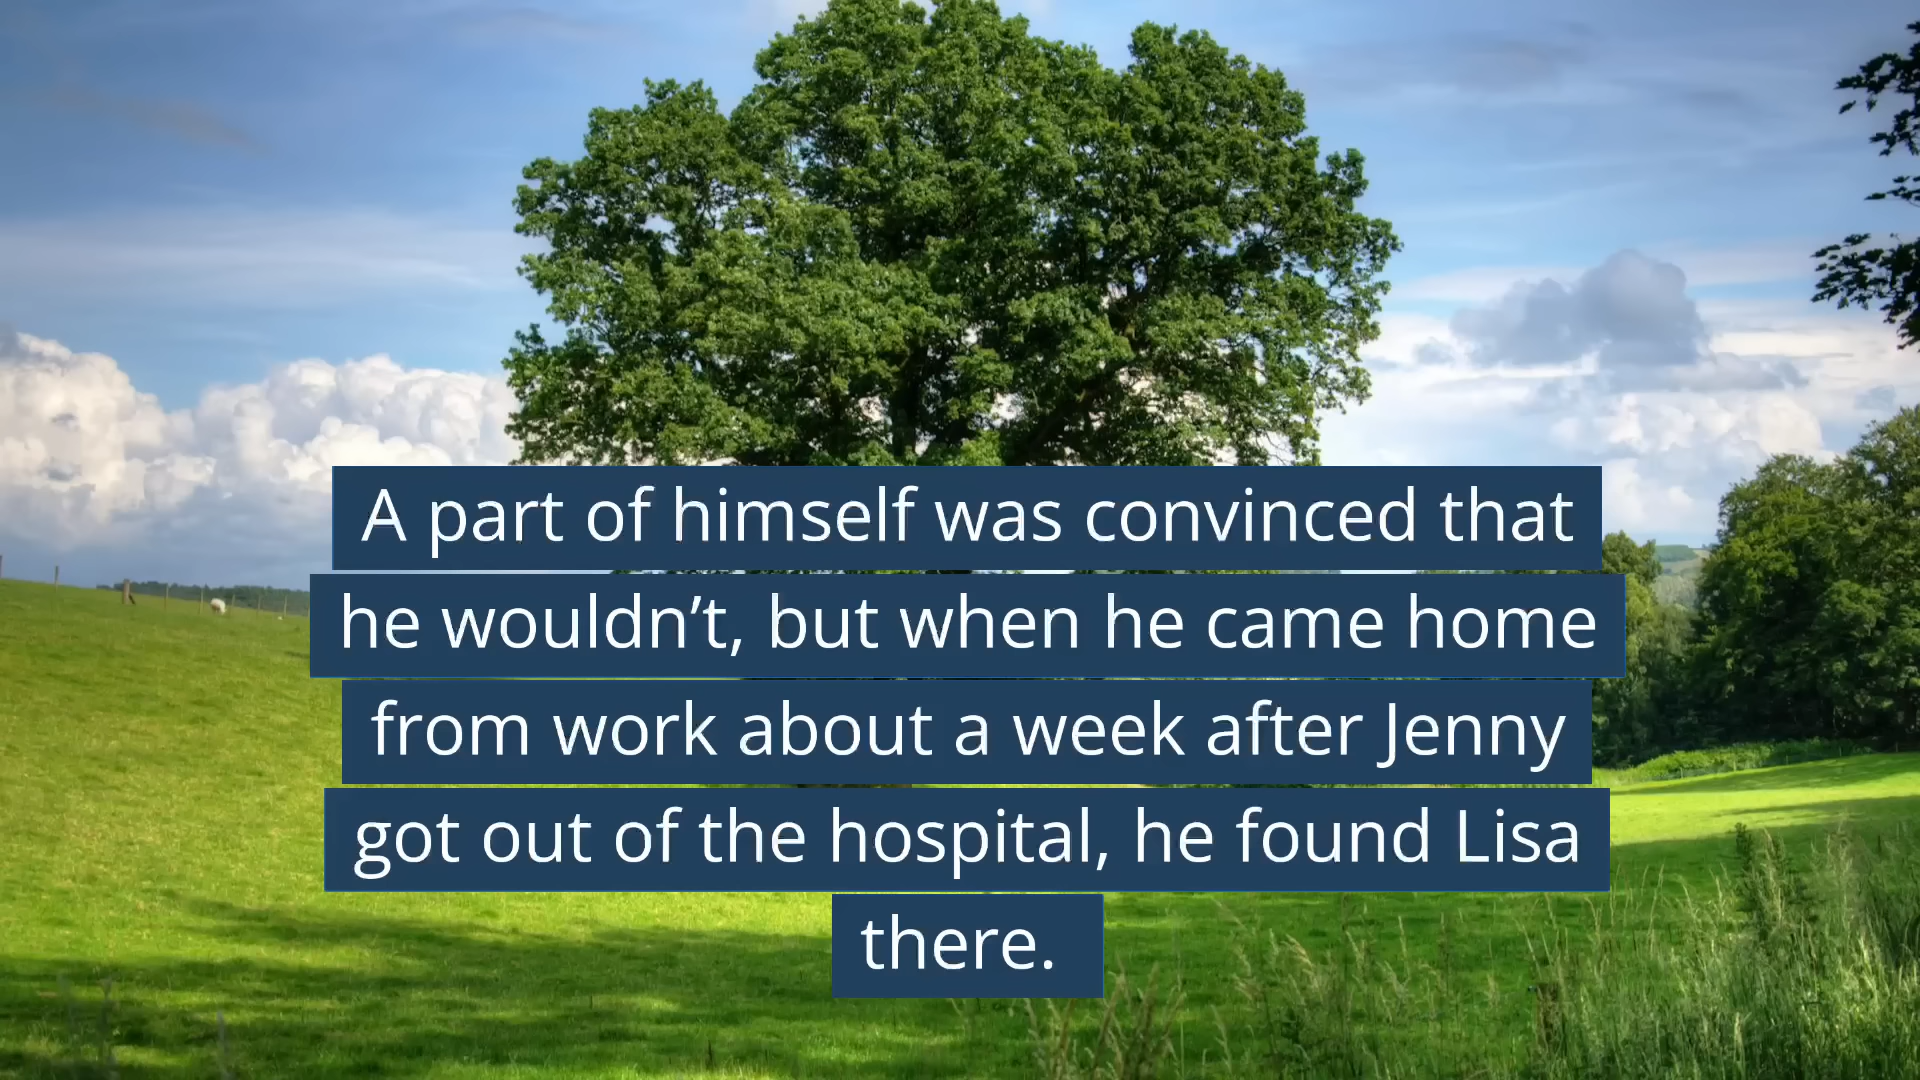 A part of himself was convinced that
he wouldn’t, but when he came home
from work about a week after Jenny
got out of the hospital, he found Lisa
there.